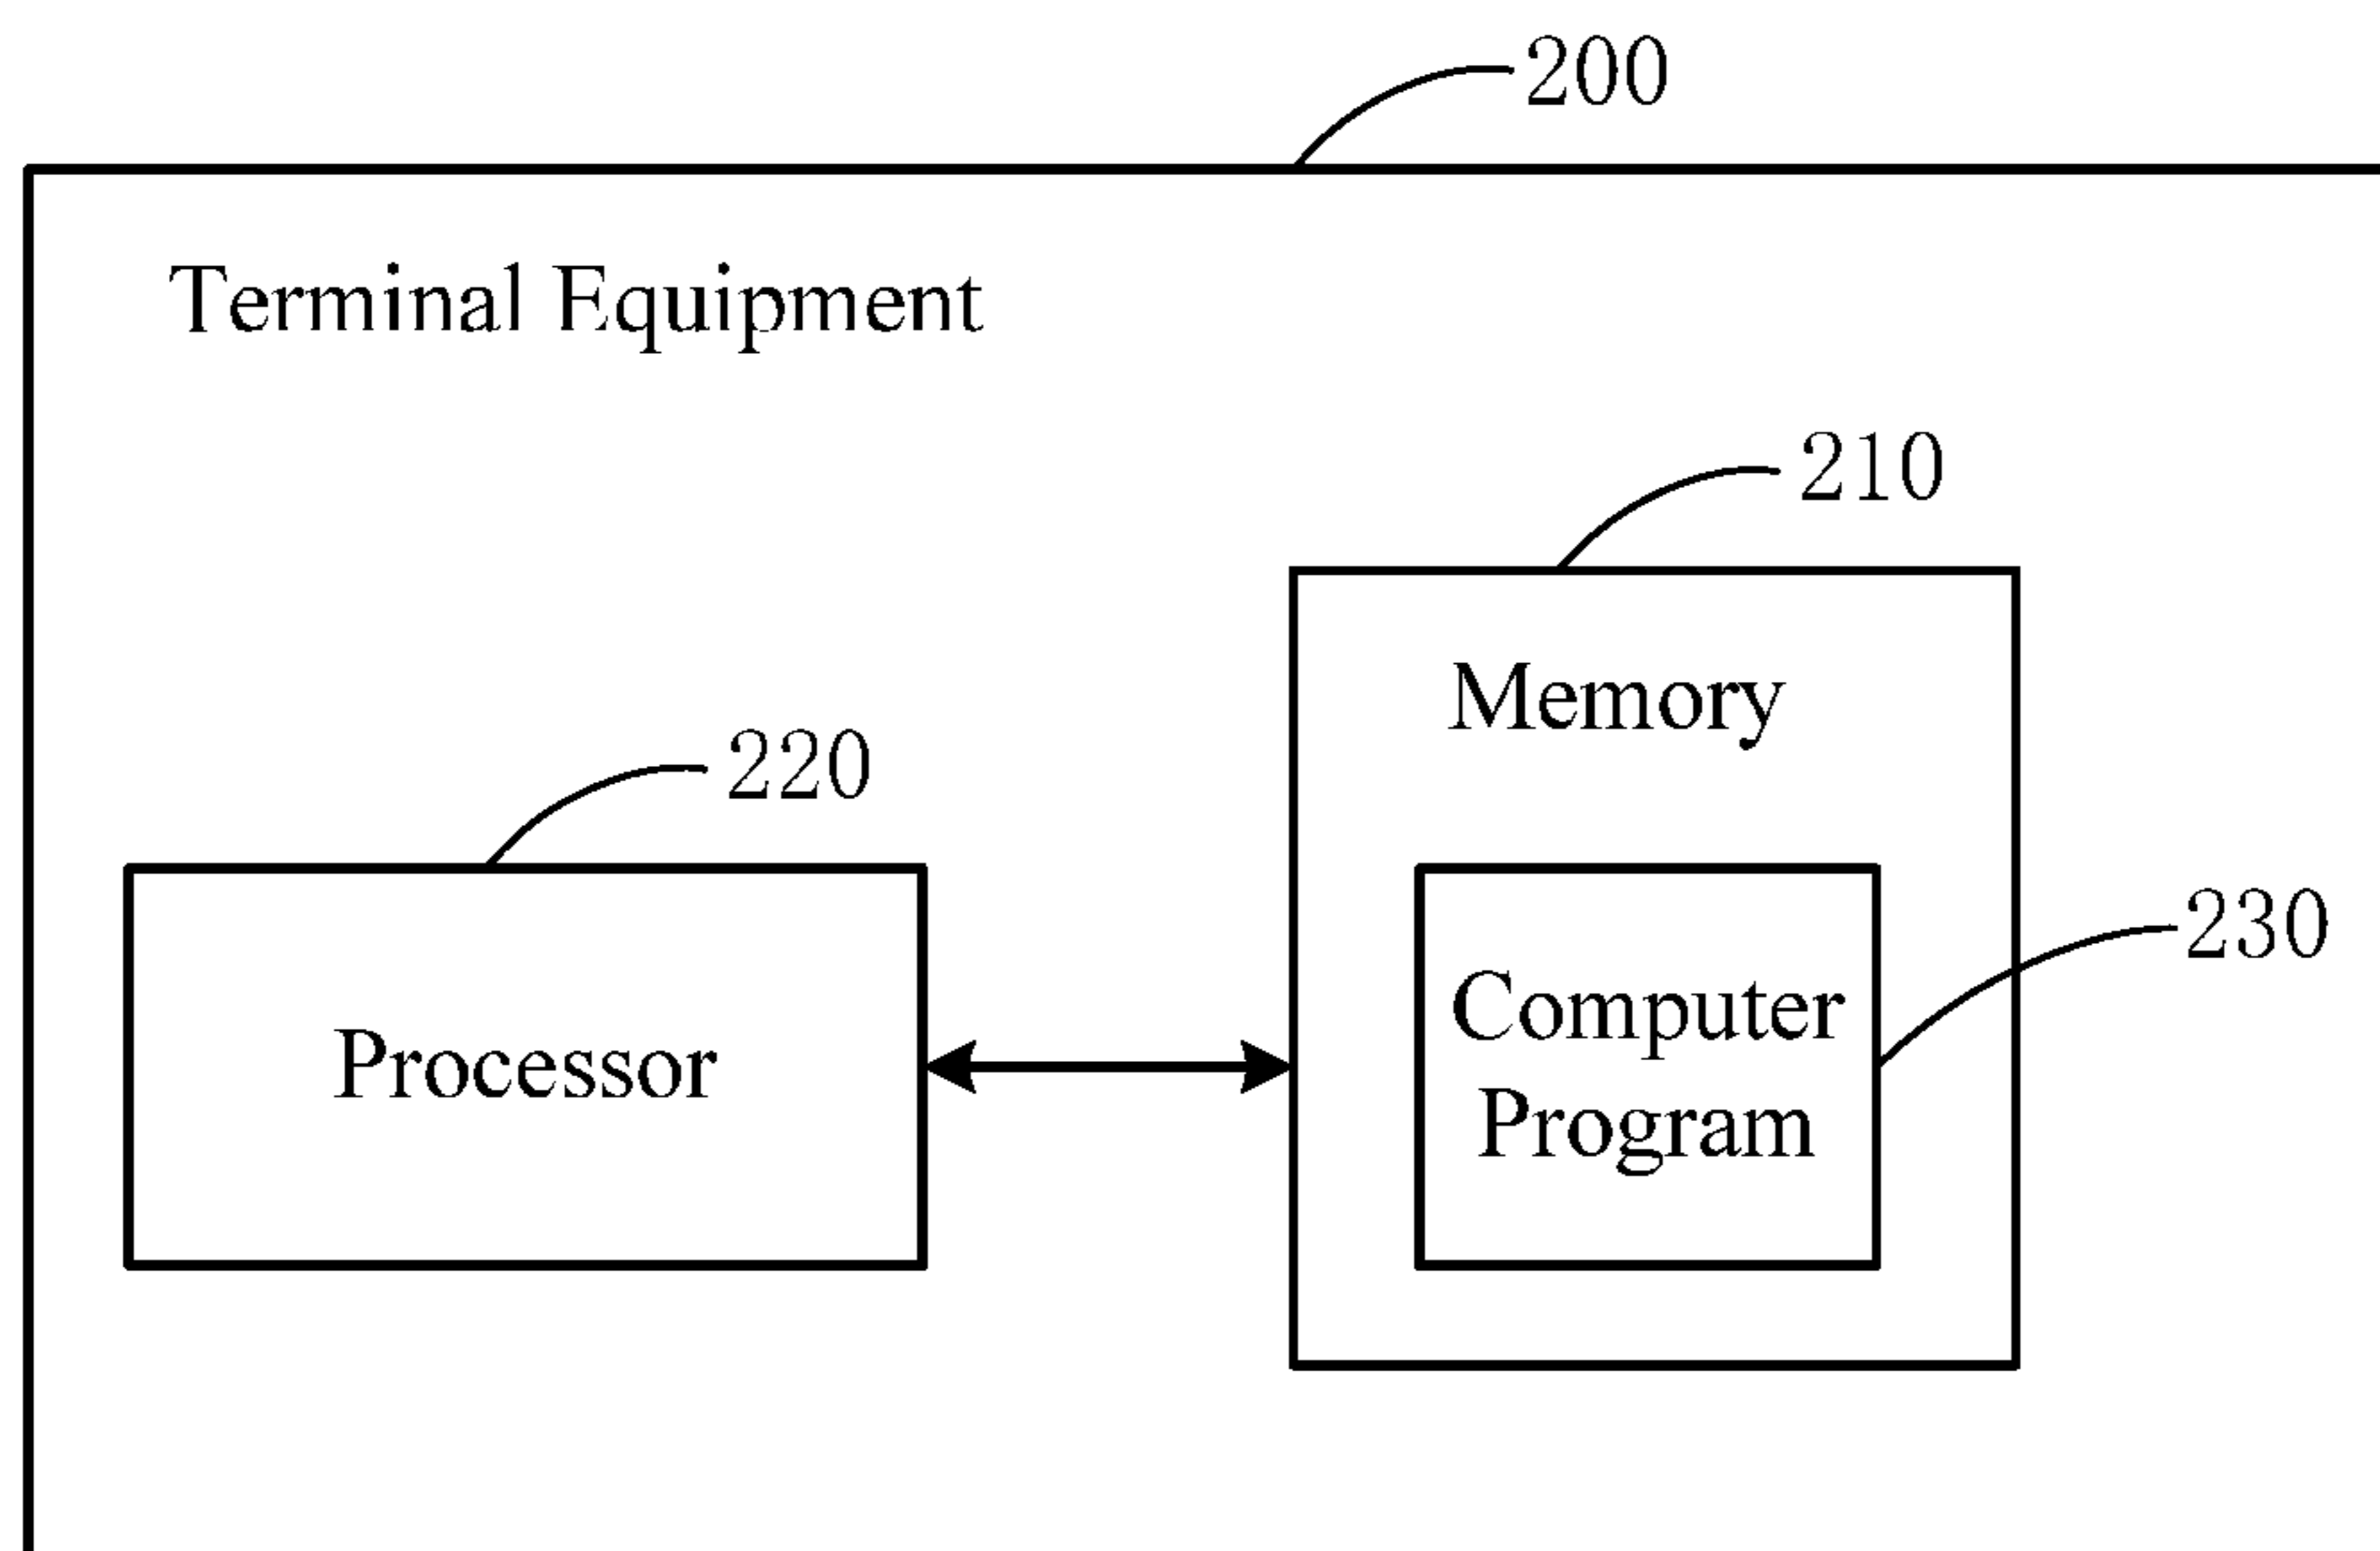 200
Terminal Equipment
210
Memory
220
230
Computer
Program
Processor